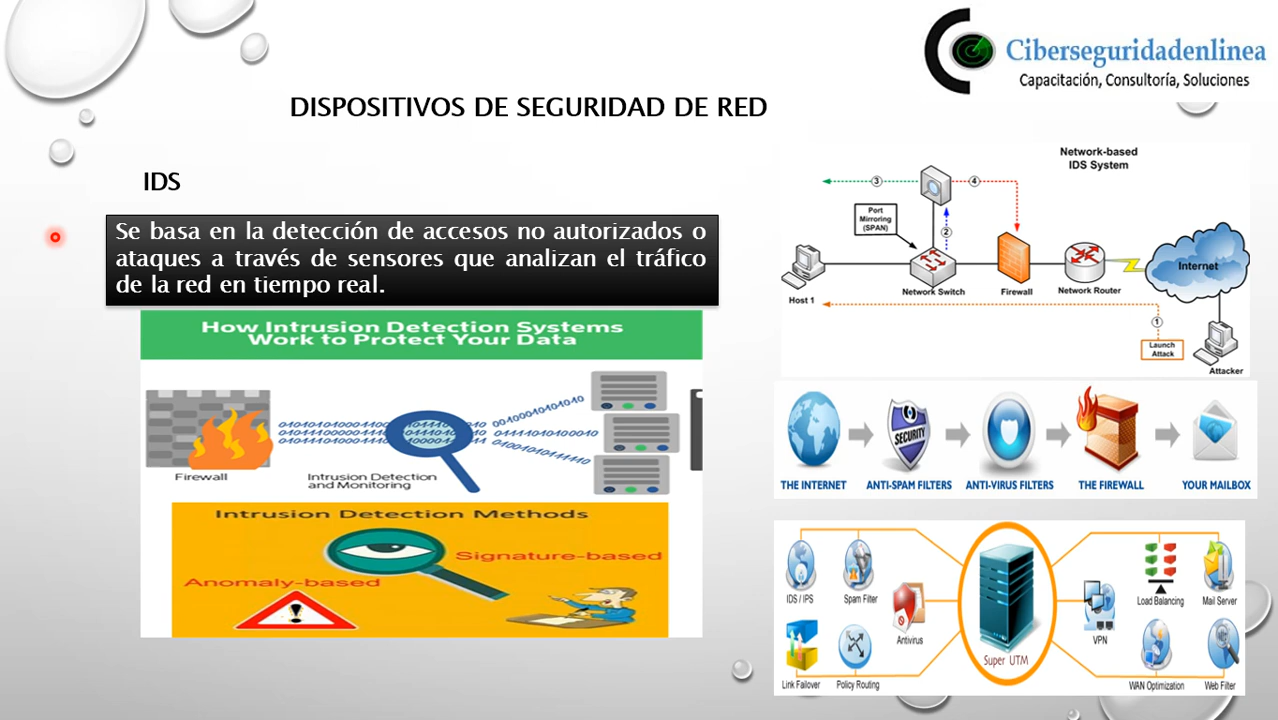 Ciberseguridadenlinea
Capacitación, Consultoría, Soluciones
DISPOSITIVOS DE SEGURIDAD DE RED
IDS
Se basa en la detección de accesos no autorizados o
ataques a través de sensores que analizan el tráfico
de la red en tiempo real.
How Intrusion Detection Systems
Work to Protect Your Data
Firewall
Intrusion Detection
and Monitoring
Intrusion Detection Methods
Signature-based
Anomaly-based
Network-based
IDS System
3
4
Port
Mirroring
(SPAN)
2
Internet
Host 1
Network Switch
Firewall
Network Router
1
Launch
Attack
Attacker
SECURITY
THE INTERNET
ANTI-SPAM FILTERS
ANTI-VIRUS FILTERS
THE FIREWALL
YOUR MAILBOX
IDS / IPS
Spam Filter
Antivirus
Link Failover
Policy Routing
Super UTM
VPN
Load Balancing
Mail Server
WAN Optimization
Web Filter